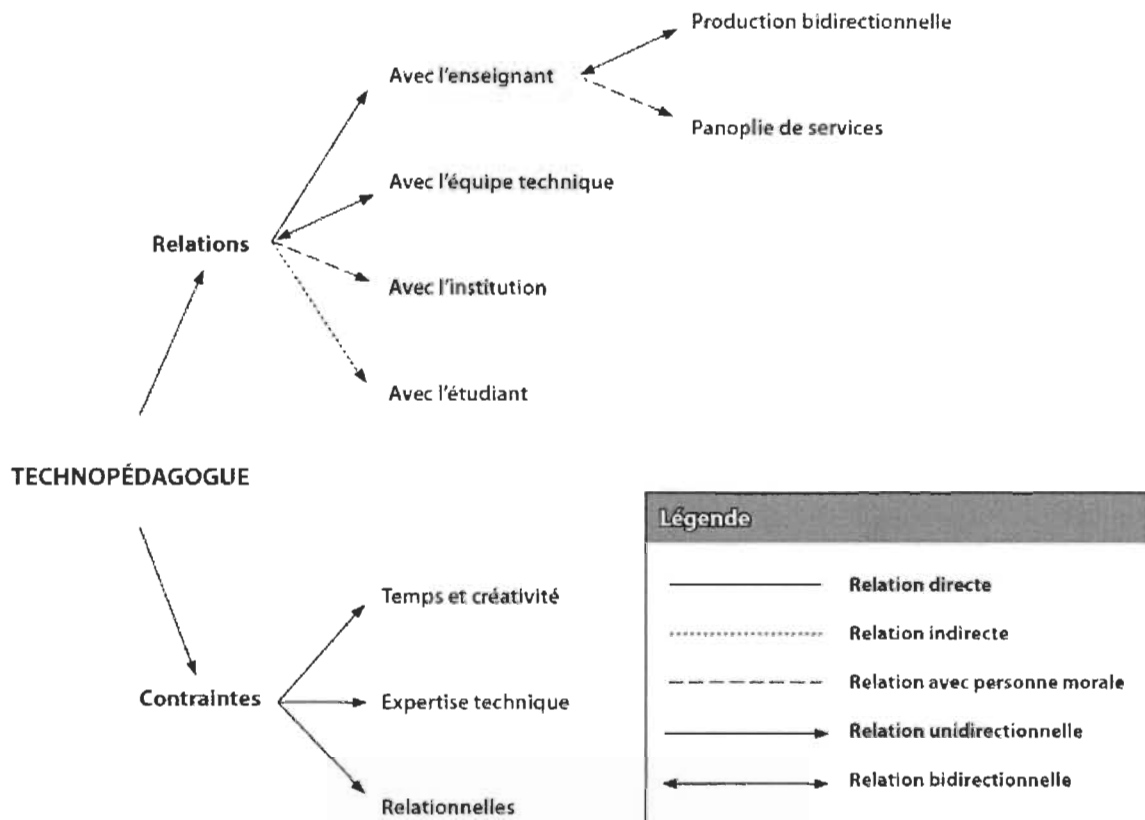 Production bidirectionnelle
Avec l'enseignant
Panoplie de services
Avec l'équipe technique
Relations
Avec l'institution
Avec l'étudiant
TECHNOPÉDAGOGUE
Légende
Relation directe
Temps et créativité
Relation indirecte
Relation avec personne morale
Contraintes
Expertise technique
Relation unidirectionnelle
Relation bidirectionnelle
Relationnelles